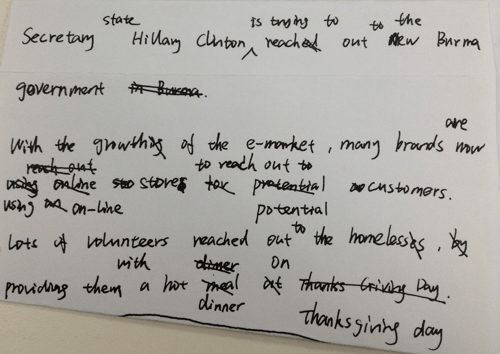 state is trying to to the
Secretary Hillary Clinton reached out New Burma
government in Burma.
are
With the growthing of the e-market, many brands now
reach out to reach out to
using online sto stores for protential customers.
using on-line potential
Lots of volunteers reached out to the homeless, by
with dinner on
providing them a hot meal at Thanks Griving Day.
dinner Thanksgiving day